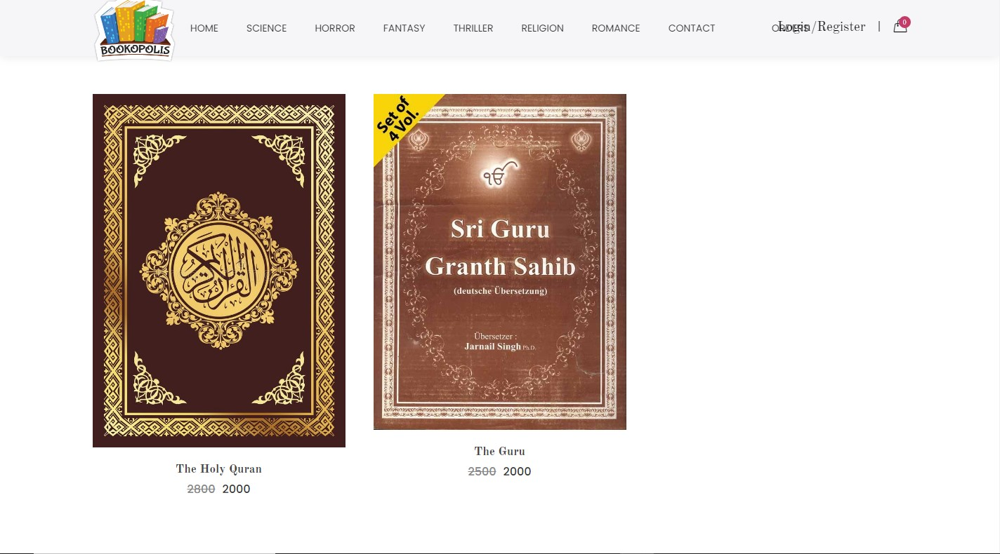 BOOKOPOLIS
HOME SCIENCE HORROR FANTASY THRILLER RELIGION ROMANCE CONTACT ORDERS Login/Register | 0
القرآن الكريم
Set of
4 Vol.
ੴ
Sri Guru
Granth Sahib
(deutsche Übersetzung)
Übersetzer :
Jarnail Singh Ph.D.
The Holy Quran
2800 2000
The Guru
2500 2000